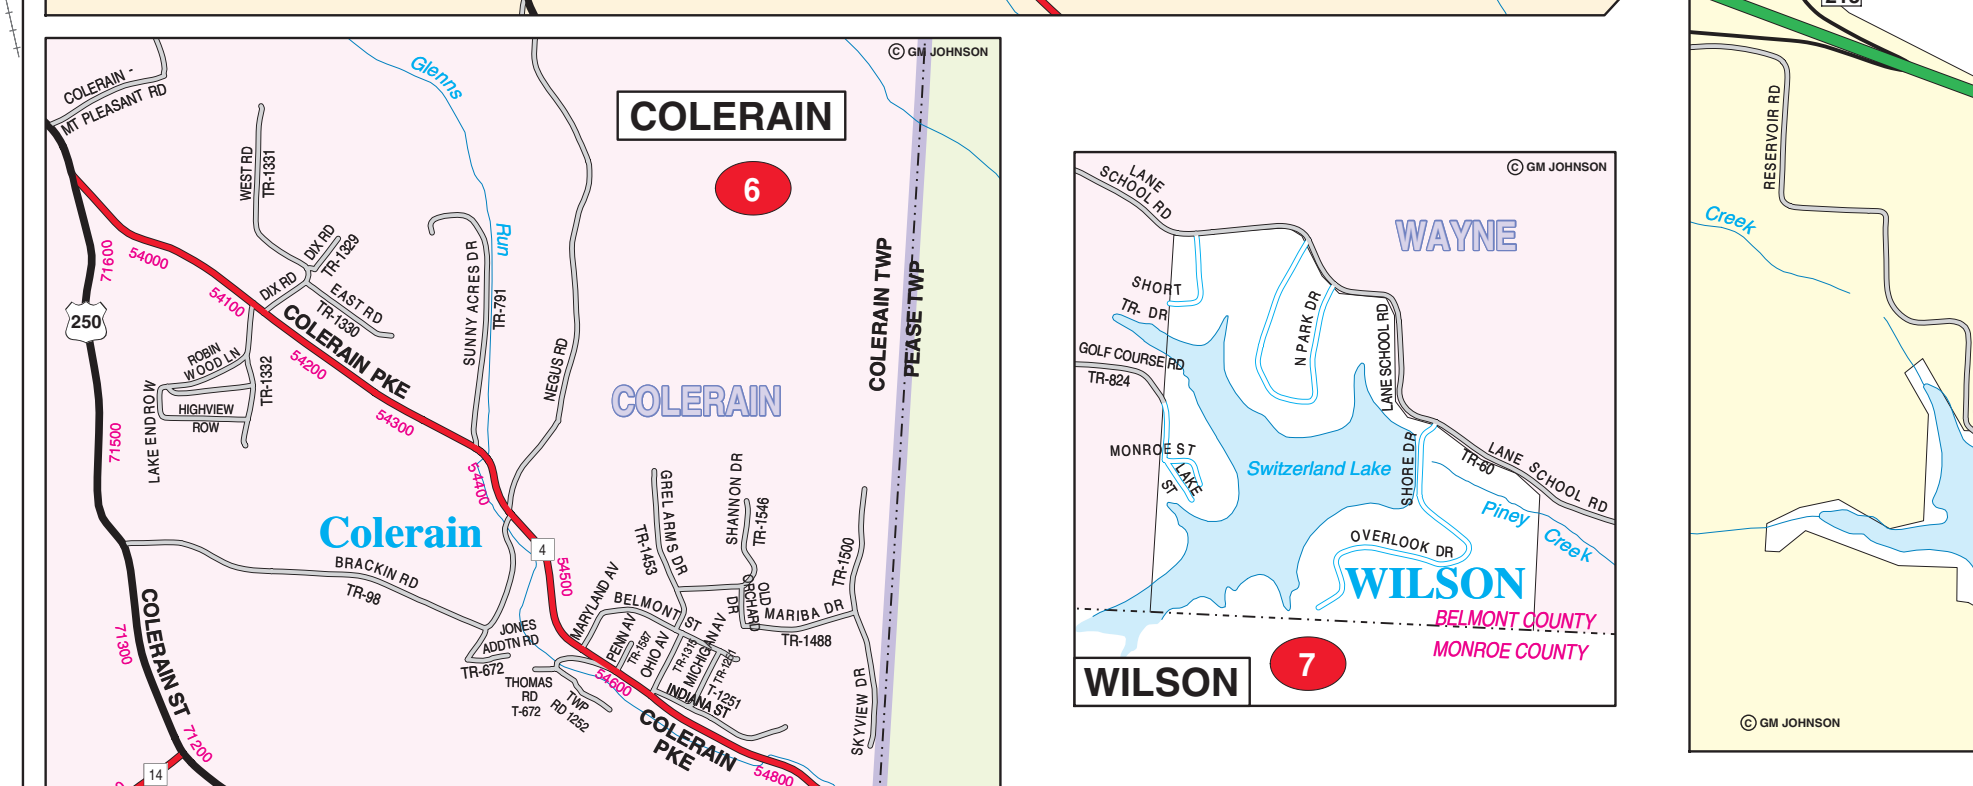 COLERAIN -
MT PLEASANT RD
Glenns
Run
© GM JOHNSON
COLERAIN
6
WEST RD
TR-1331
DIX RD
TR-1329
DIX RD
EAST RD
TR-1330
71600
54000
54100
250
COLERAIN PKE
54200
54300
54400
ROBIN
WOOD LN
TR-1332
LAKE ENDROW
HIGHVIEW
ROW
71500
SUNNY ACRES DR
TR-791
NEGUS RD
COLERAIN TWP
PEASE TWP
COLERAIN
Colerain
4
54500
BRACKIN RD
TR-98
COLERAIN ST
71300
71200
14
JONES
ADDTN RD
TR-672
THOMAS
RD
T-672
TWP
RD 1252
MARYLAND AV
BELMONT ST
PENN AV
TR-1587
OHIO AV
TR-1315
MICHIGAN AV
TR-1251
T-1251
INDIANA ST
54600
COLERAIN
PKE
54800
GREL ARMS DR
TR-1453
SHANNON DR
TR-1546
OLD
ORCHARD
DR
MARIBA DR
TR-1488
TR-1500
SKYVIEW DR
LANE
SCHOOL RD
© GM JOHNSON
WAYNE
SHORT
TR- DR
GOLF COURSE RD
TR-824
N PARK DR
LANE SCHOOL RD
MONROE ST
LAKE
ST
Switzerland Lake
SHORE DR
TR-60
LANE SCHOOL RD
Piney Creek
OVERLOOK DR
WILSON
BELMONT COUNTY
MONROE COUNTY
WILSON
7
RESERVOIR RD
Creek
© GM JOHNSON